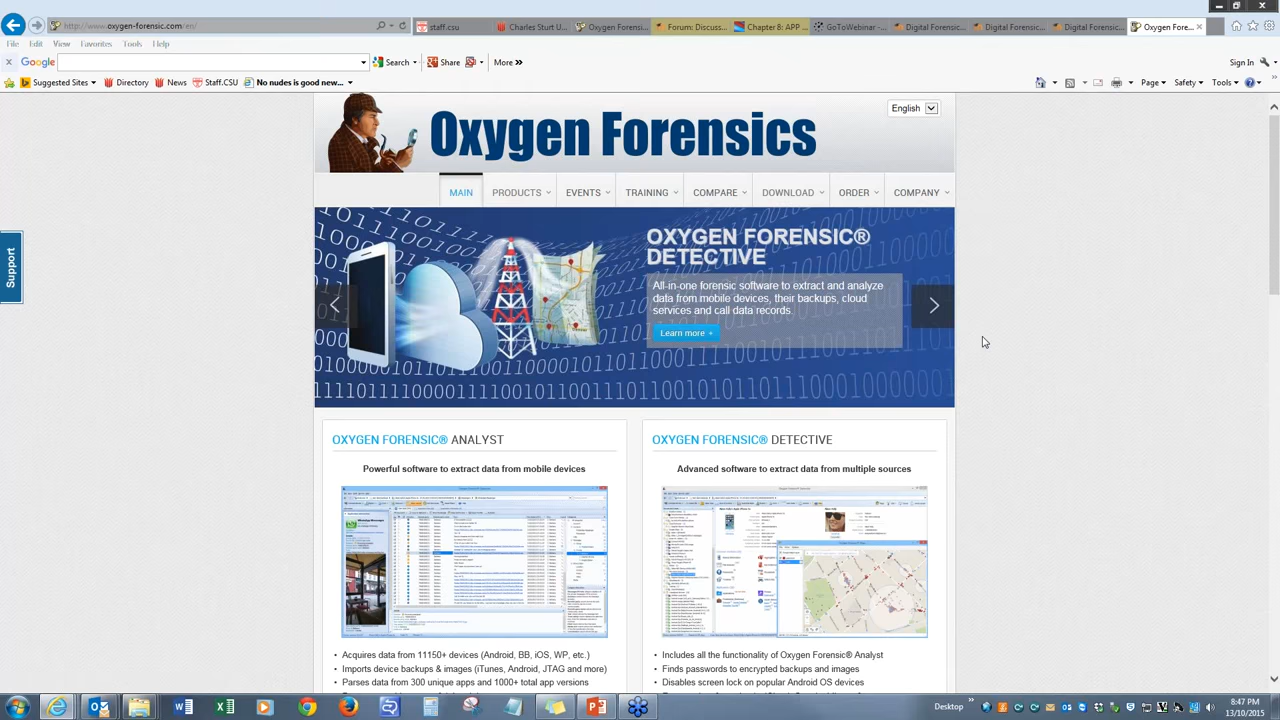 http://www.oxygen-forensic.com/en/
staff.csu
Charles Sturt U...
Oxygen Forensi...
Forum: Discuss...
Chapter 8: APP ...
GoToWebinar -...
Digital Forensic...
Digital Forensic...
Digital Forensic...
Oxygen Fore...
File Edit View Favorites Tools Help
Google
Search
Share
More »
Sign In
Suggested Sites
Directory
News
Staff.CSU
No nudes is good new...
Page
Safety
Tools
English
Oxygen Forensics
MAIN PRODUCTS EVENTS TRAINING COMPARE DOWNLOAD ORDER COMPANY
Support
OXYGEN FORENSIC®
DETECTIVE
All-in-one forensic software to extract and analyze
data from mobile devices, their backups, cloud
services and call data records.
Learn more +
OXYGEN FORENSIC® ANALYST
Powerful software to extract data from mobile devices
• Acquires data from 11150+ devices (Android, BB, iOS, WP, etc.)
• Imports device backups & images (iTunes, Android, JTAG and more)
• Parses data from 300 unique apps and 1000+ total app versions
OXYGEN FORENSIC® DETECTIVE
Advanced software to extract data from multiple sources
• Includes all the functionality of Oxygen Forensic® Analyst
• Finds passwords to encrypted backups and images
• Disables screen lock on popular Android OS devices
Desktop
8:47 PM
13/10/2015